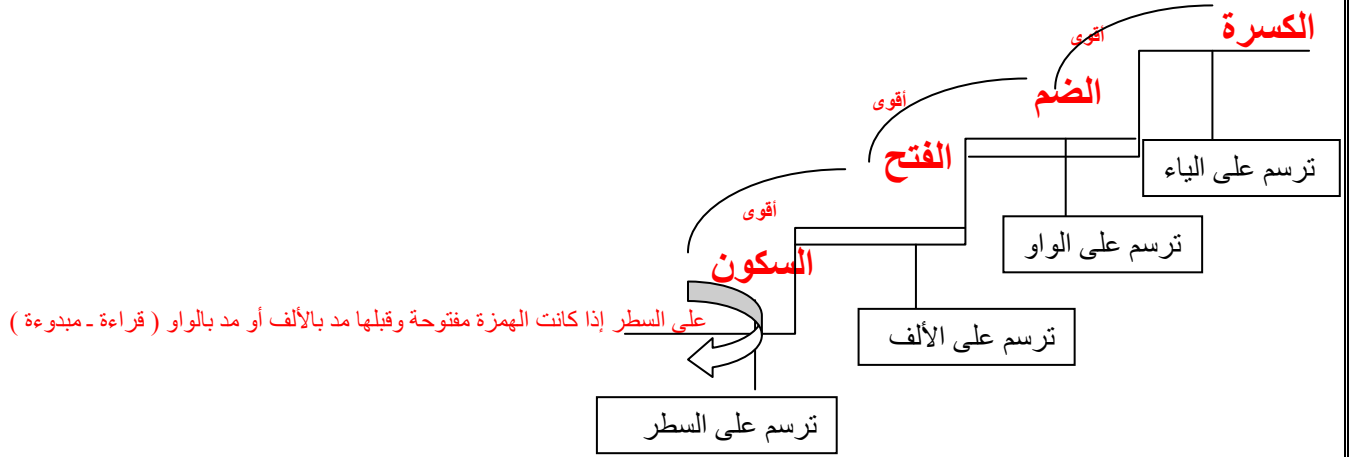 الكسرة
أقوى
الضم
أقوى
ترسم على الياء
الفتح
أقوى
ترسم على الواو
السكون
على السطر إذا كانت الهمزة مفتوحة وقبلها مد بالألف أو مد بالواو ( قراءة ـ مبدوءة )
ترسم على الألف
ترسم على السطر